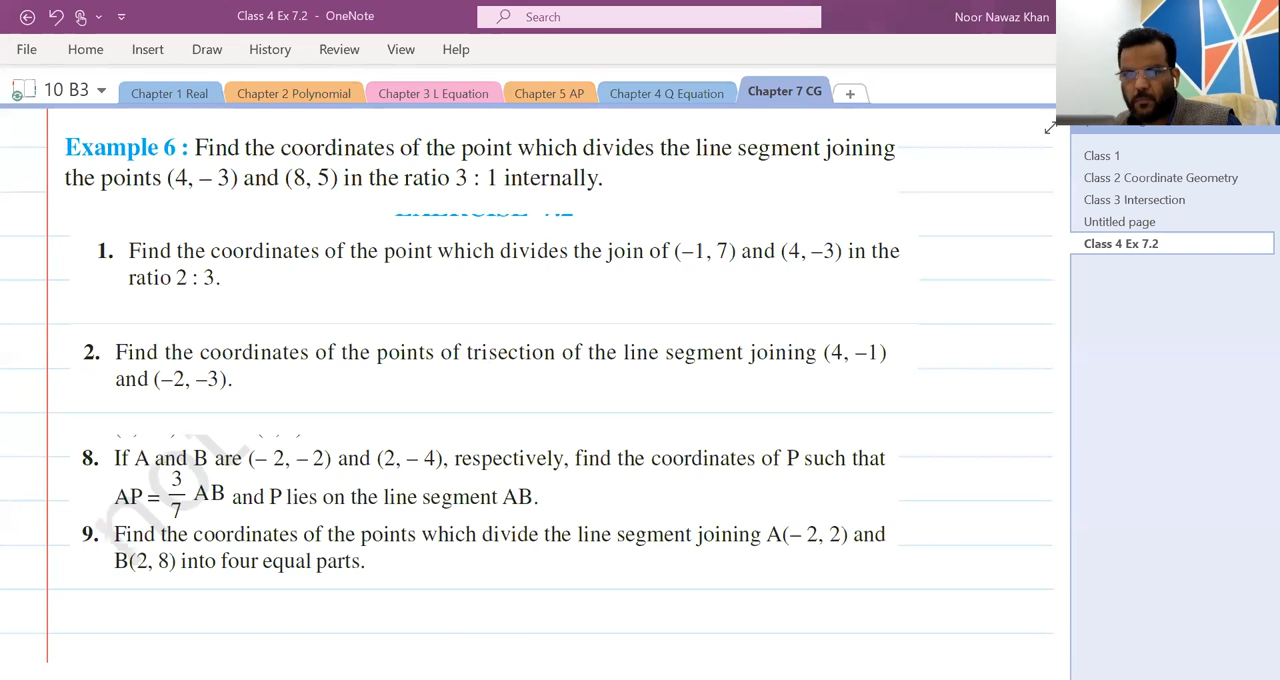 Class 4 Ex 7.2 - OneNote
Search
Noor Nawaz Khan
File Home Insert Draw History Review View Help
10 B3
Chapter 1 Real
Chapter 2 Polynomial
Chapter 3 L Equation
Chapter 5 AP
Chapter 4 Q Equation
Chapter 7 CG
Class 1
Class 2 Coordinate Geometry
Class 3 Intersection
Untitled page
Class 4 Ex 7.2
Example 6 : Find the coordinates of the point which divides the line segment joining
the points (4, – 3) and (8, 5) in the ratio 3 : 1 internally.
1. Find the coordinates of the point which divides the join of (–1, 7) and (4, –3) in the
ratio 2 : 3.
2. Find the coordinates of the points of trisection of the line segment joining (4, –1)
and (–2, –3).
8. If A and B are (– 2, – 2) and (2, – 4), respectively, find the coordinates of P such that
AP = 3/7 AB and P lies on the line segment AB.
9. Find the coordinates of the points which divide the line segment joining A(– 2, 2) and
B(2, 8) into four equal parts.
not